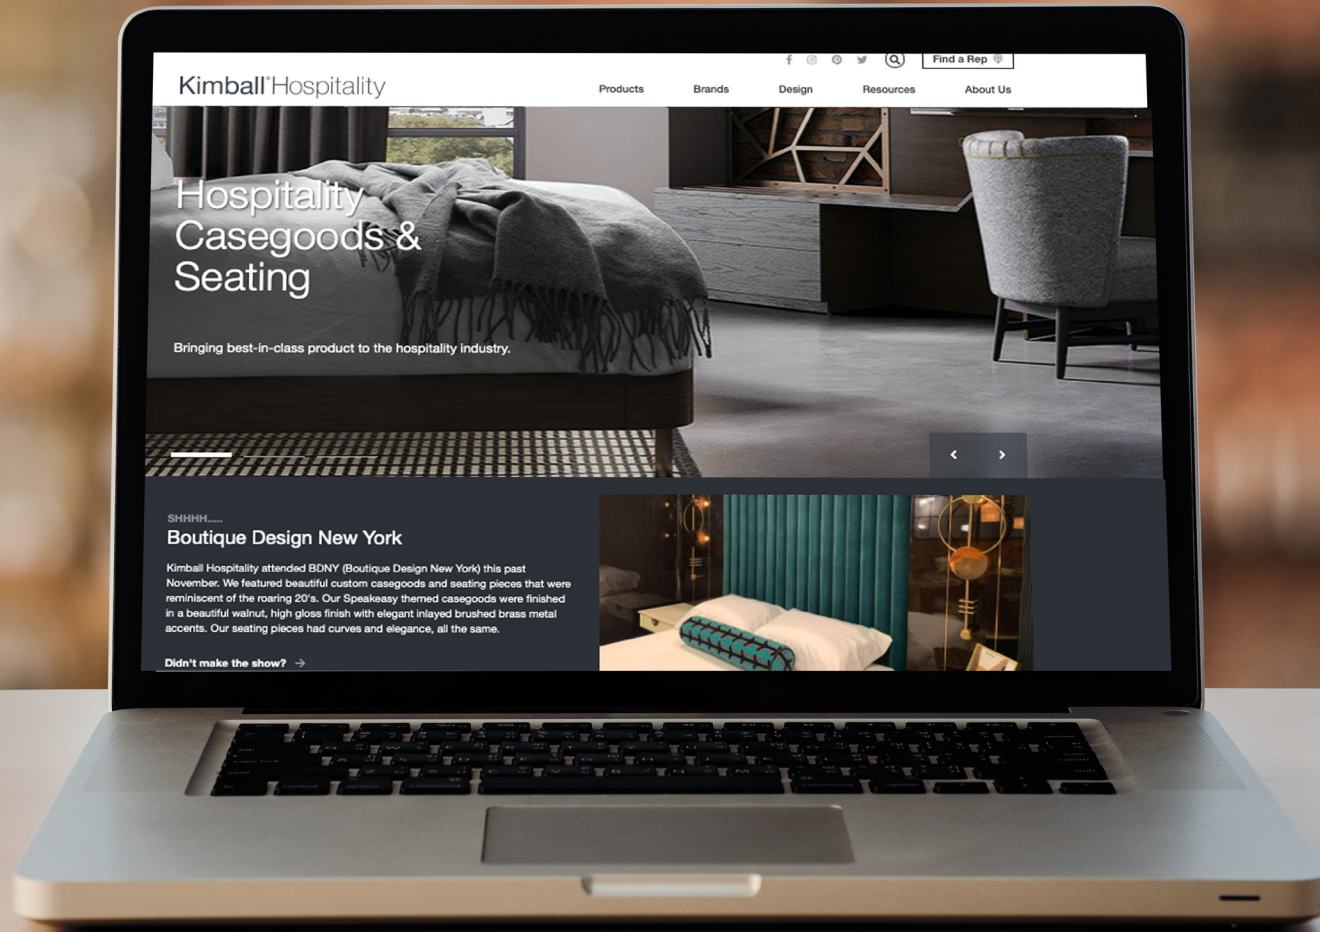 Find a Rep
Kimball®Hospitality
Products Brands Design Resources About Us
Hospitality
Casegoods &
Seating
Bringing best-in-class product to the hospitality industry.
SHHHH.....
Boutique Design New York
Kimball Hospitality attended BDNY (Boutique Design New York) this past
November. We featured beautiful custom casegoods and seating pieces that were
reminiscent of the roaring 20's. Our Speakeasy themed casegoods were finished
in a beautiful walnut, high gloss finish with elegant inlayed brushed brass metal
accents. Our seating pieces had curves and elegance, all the same.
Didn't make the show? →